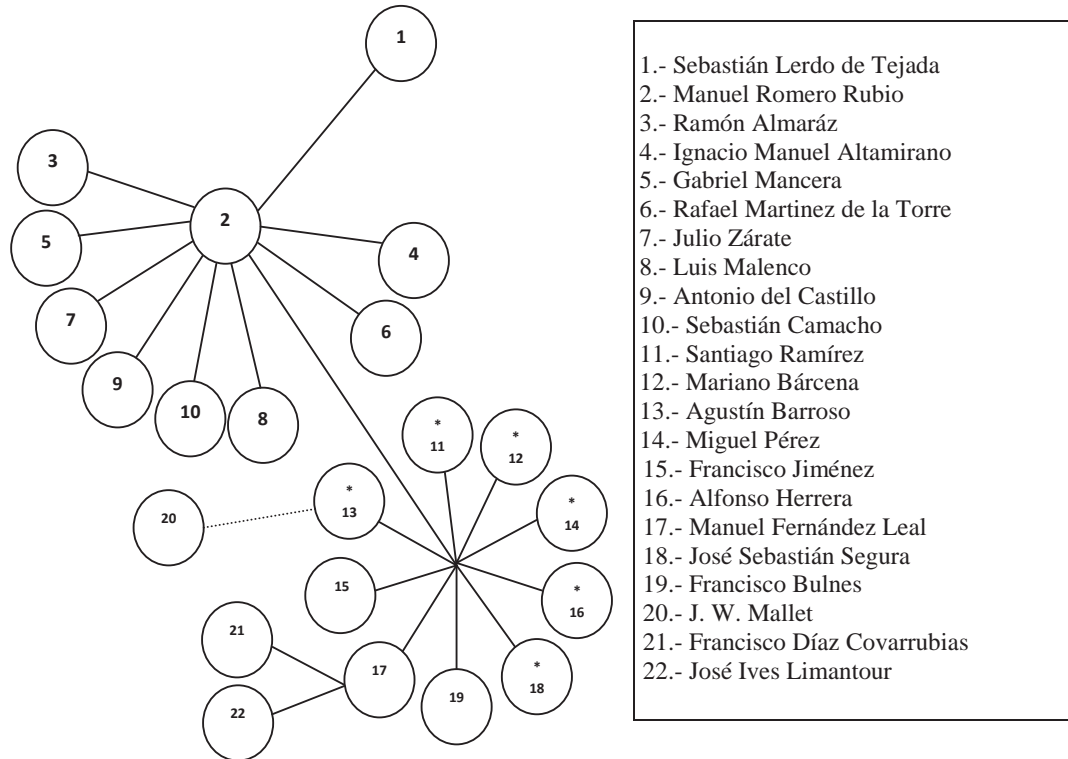 1
3
2
5
4
7
6
9
10
8
*
11
*
12
*
13
*
14
20
15
*
16
21
17
*
18
19
22
1.- Sebastián Lerdo de Tejada
2.- Manuel Romero Rubio
3.- Ramón Almaráz
4.- Ignacio Manuel Altamirano
5.- Gabriel Mancera
6.- Rafael Martinez de la Torre
7.- Julio Zárate
8.- Luis Malenco
9.- Antonio del Castillo
10.- Sebastián Camacho
11.- Santiago Ramírez
12.- Mariano Bárcena
13.- Agustín Barroso
14.- Miguel Pérez
15.- Francisco Jiménez
16.- Alfonso Herrera
17.- Manuel Fernández Leal
18.- José Sebastián Segura
19.- Francisco Bulnes
20.- J. W. Mallet
21.- Francisco Díaz Covarrubias
22.- José Ives Limantour